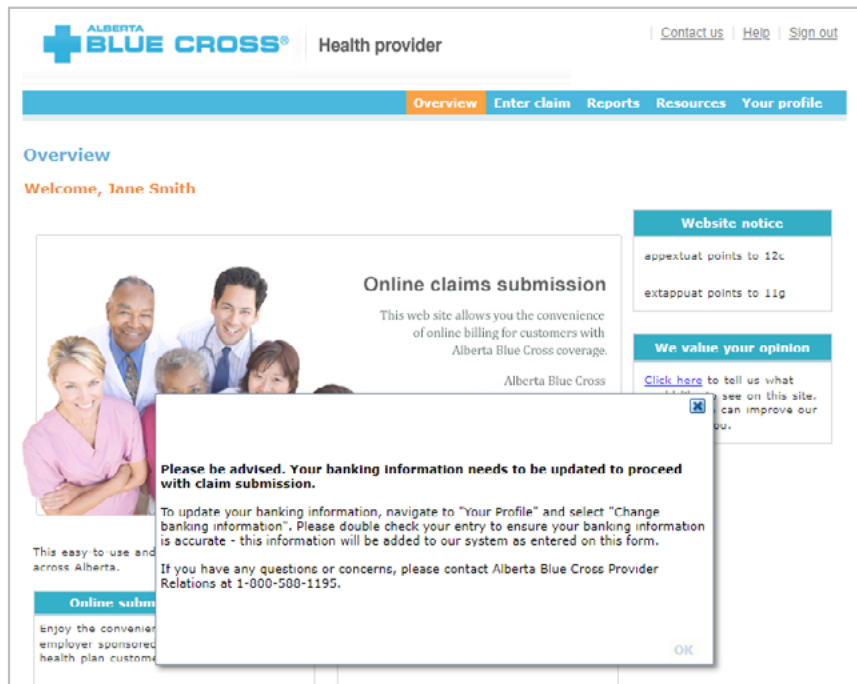 ALBERTA
BLUE CROSS®
Health provider
Contact us | Help | Sign out
Overview Enter claim Reports Resources Your profile
Overview
Welcome, Jane Smith
Online claims submission
This web site allows you the convenience
of online billing for customers with
Alberta Blue Cross coverage.
Alberta Blue Cross
Website notice
appextuat points to 12c
extappuat points to 11g
We value your opinion
Click here to tell us what
see on this site.
can improve our
ou.
Please be advised. Your banking information needs to be updated to proceed
with claim submission.
To update your banking information, navigate to "Your Profile" and select "Change
banking information". Please double check your entry to ensure your banking information
is accurate - this information will be added to our system as entered on this form.
If you have any questions or concerns, please contact Alberta Blue Cross Provider
Relations at 1-800-588-1195.
OK
This easy-to-use and
across Alberta.
Online subm
Enjoy the convenien
employer sponsored
health plan custome